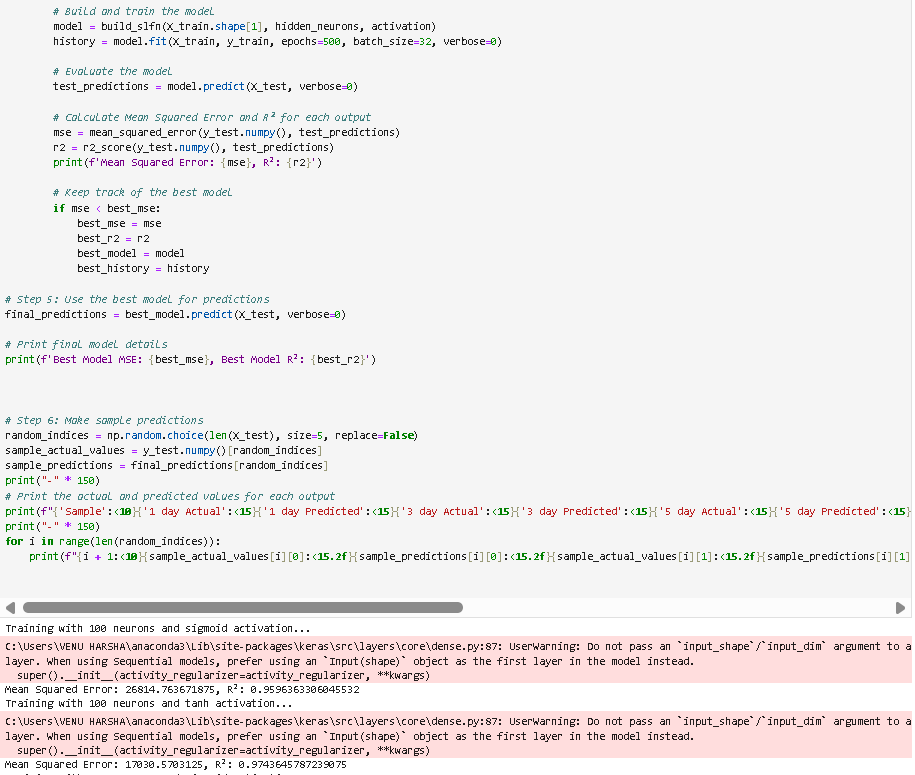 # Build and train the model
model = build_slfn(X_train.shape[1], hidden_neurons, activation)
history = model.fit(X_train, y_train, epochs=500, batch_size=32, verbose=0)
# Evaluate the model
test_predictions = model.predict(X_test, verbose=0)
# Calculate Mean Squared Error and R² for each output
mse = mean_squared_error(y_test.numpy(), test_predictions)
r2 = r2_score(y_test.numpy(), test_predictions)
print(f'Mean Squared Error: {mse}, R²: {r2}')
# Keep track of the best model
if mse < best_mse:
best_mse = mse
best_r2 = r2
best_model = model
best_history = history
# Step 5: Use the best model for predictions
final_predictions = best_model.predict(X_test, verbose=0)
# Print final model details
print(f'Best Model MSE: {best_mse}, Best Model R²: {best_r2}')
# Step 6: Make sample predictions
random_indices = np.random.choice(len(X_test), size=5, replace=False)
sample_actual_values = y_test.numpy()[random_indices]
sample_predictions = final_predictions[random_indices]
print("-" * 150)
# Print the actual and predicted values for each output
print(f"{'Sample':<10}{'1 day Actual':<15}{'1 day Predicted':<15}{'3 day Actual':<15}{'3 day Predicted':<15}{'5 day Actual':<15}{'5 day Predicted':<15}
print("-" * 150)
for i in range(len(random_indices)):
print(f"{i + 1:<10}{sample_actual_values[i][0]:<15.2f}{sample_predictions[i][0]:<15.2f}{sample_actual_values[i][1]:<15.2f}{sample_predictions[i][1]
Training with 100 neurons and sigmoid activation...
C:\Users\VENU HARSHA\anaconda3\Lib\site-packages\keras\src\layers\core\dense.py:87: UserWarning: Do not pass an `input_shape`/`input_dim` argument to a
layer. When using Sequential models, prefer using an `Input(shape)` object as the first layer in the model instead.
super().__init__(activity_regularizer=activity_regularizer, **kwargs)
Mean Squared Error: 26814.763671875, R²: 0.9596363306045532
Training with 100 neurons and tanh activation...
C:\Users\VENU HARSHA\anaconda3\Lib\site-packages\keras\src\layers\core\dense.py:87: UserWarning: Do not pass an `input_shape`/`input_dim` argument to a
layer. When using Sequential models, prefer using an `Input(shape)` object as the first layer in the model instead.
super().__init__(activity_regularizer=activity_regularizer, **kwargs)
Mean Squared Error: 17030.5703125, R²: 0.9743645787239075